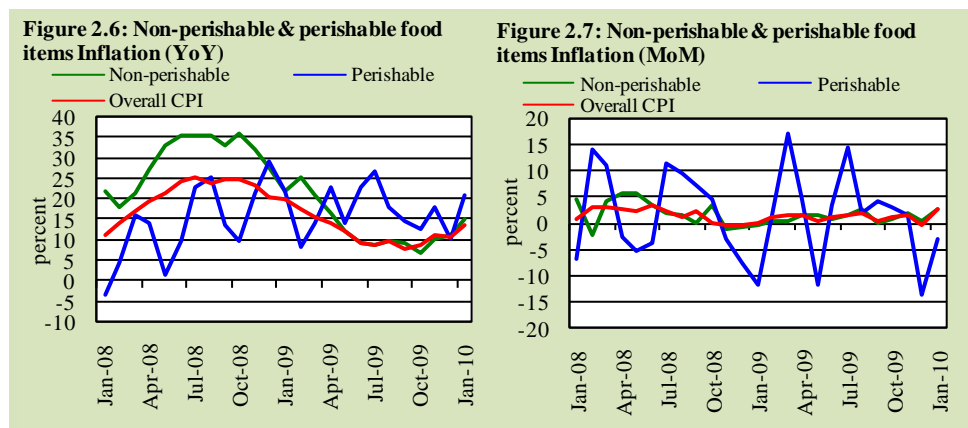 Figure 2.6: Non-perishable & perishable food
items Inflation (YoY)
Non-perishable
Perishable
Overall CPI
40
35
30
25
20
15
10
5
0
-5
-10
percent
Jan-08
Apr-08
Jul-08
Oct-08
Jan-09
Apr-09
Jul-09
Oct-09
Jan-10
Figure 2.7: Non-perishable & perishable food
items Inflation (MoM)
Non-perishable
Perishable
Overall CPI
20
15
10
5
0
-5
-10
-15
-20
percent
Jan-08
Apr-08
Jul-08
Oct-08
Jan-09
Apr-09
Jul-09
Oct-09
Jan-10